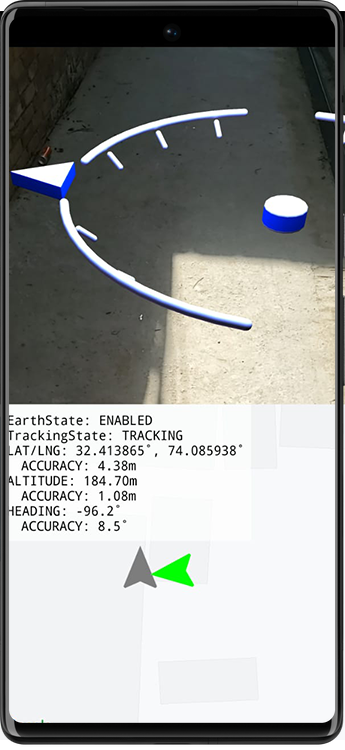 EarthState: ENABLED
TrackingState: TRACKING
LAT/LNG: 32.413865˚, 74.085938˚
ACCURACY: 4.38m
ALTITUDE: 184.70m
ACCURACY: 1.08m
HEADING: -96.2˚
ACCURACY: 8.5˚